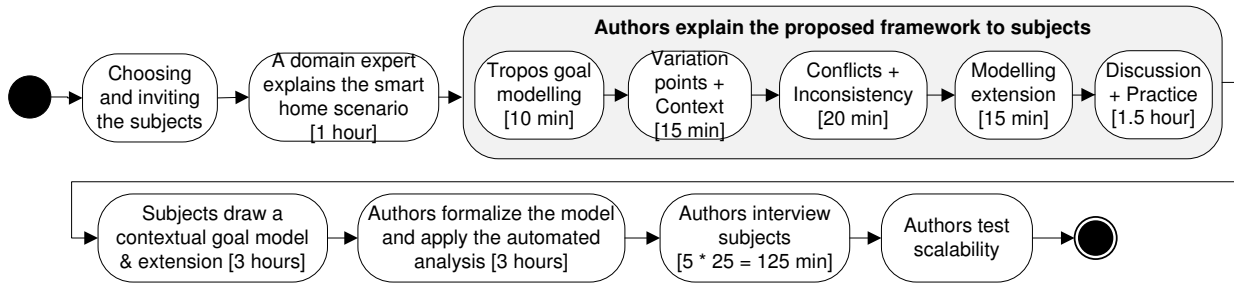 Authors explain the proposed framework to subjects
Choosing
and inviting
the subjects
A domain expert
explains the smart
home scenario
[1 hour]
Tropos goal
modelling
[10 min]
Variation
points +
Context
[15 min]
Conflicts +
Inconsistency
[20 min]
Modelling
extension
[15 min]
Discussion
+ Practice
[1.5 hour]
Subjects draw a
contextual goal model
& extension [3 hours]
Authors formalize the model
and apply the automated
analysis [3 hours]
Authors interview
subjects
[5 * 25 = 125 min]
Authors test
scalability